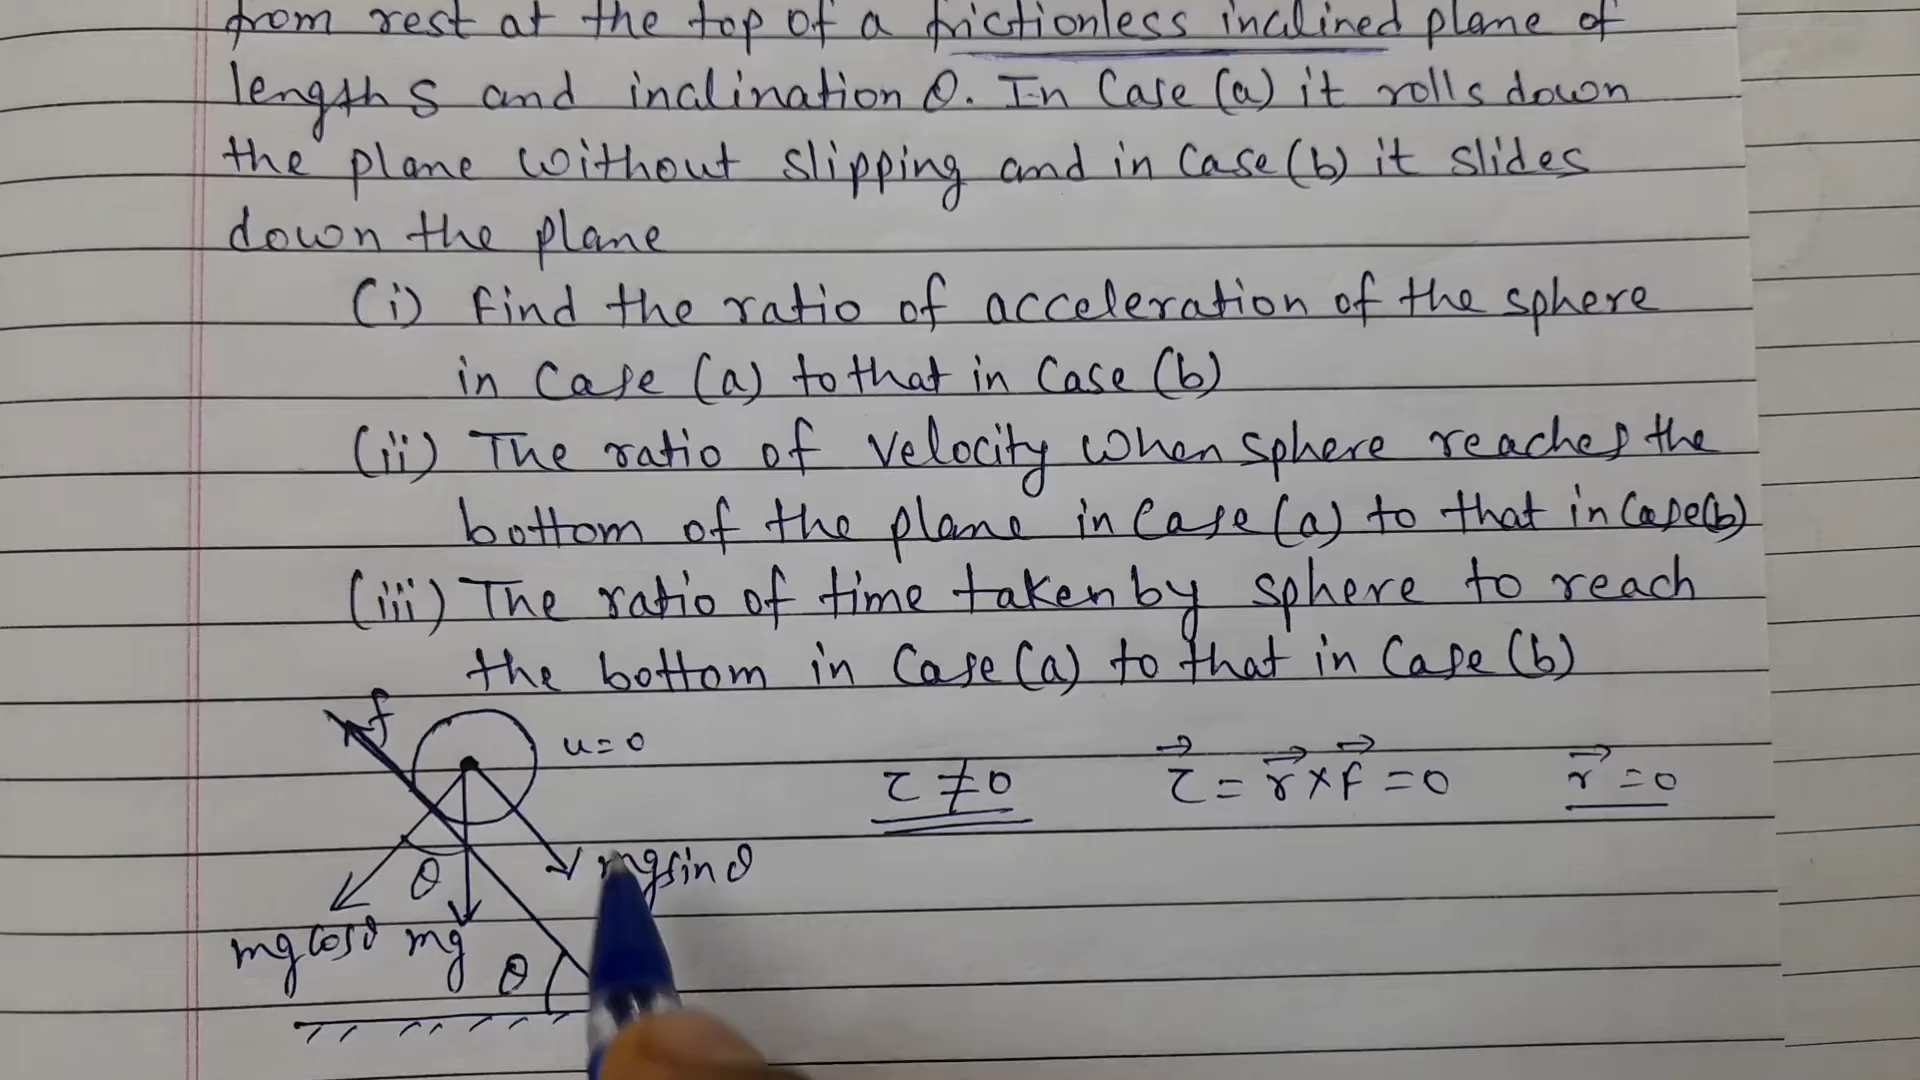 from rest at the top of a frictionless inclined plane of
length S and inclination θ. In Case (a) it rolls down
the plane without slipping and in Case (b) it slides
down the plane
(i) Find the ratio of acceleration of the sphere
in Case (a) to that in Case (b)
(ii) The ratio of velocity when sphere reaches the
bottom of the plane in Case (a) to that in Case (b)
(iii) The ratio of time taken by sphere to reach
the bottom in Case (a) to that in Case (b)
f
u=0
τ ≠ 0
τ⃗ = r⃗ × F⃗ = 0
r⃗ = 0
mg sin θ
θ
mg cos θ
mg
θ